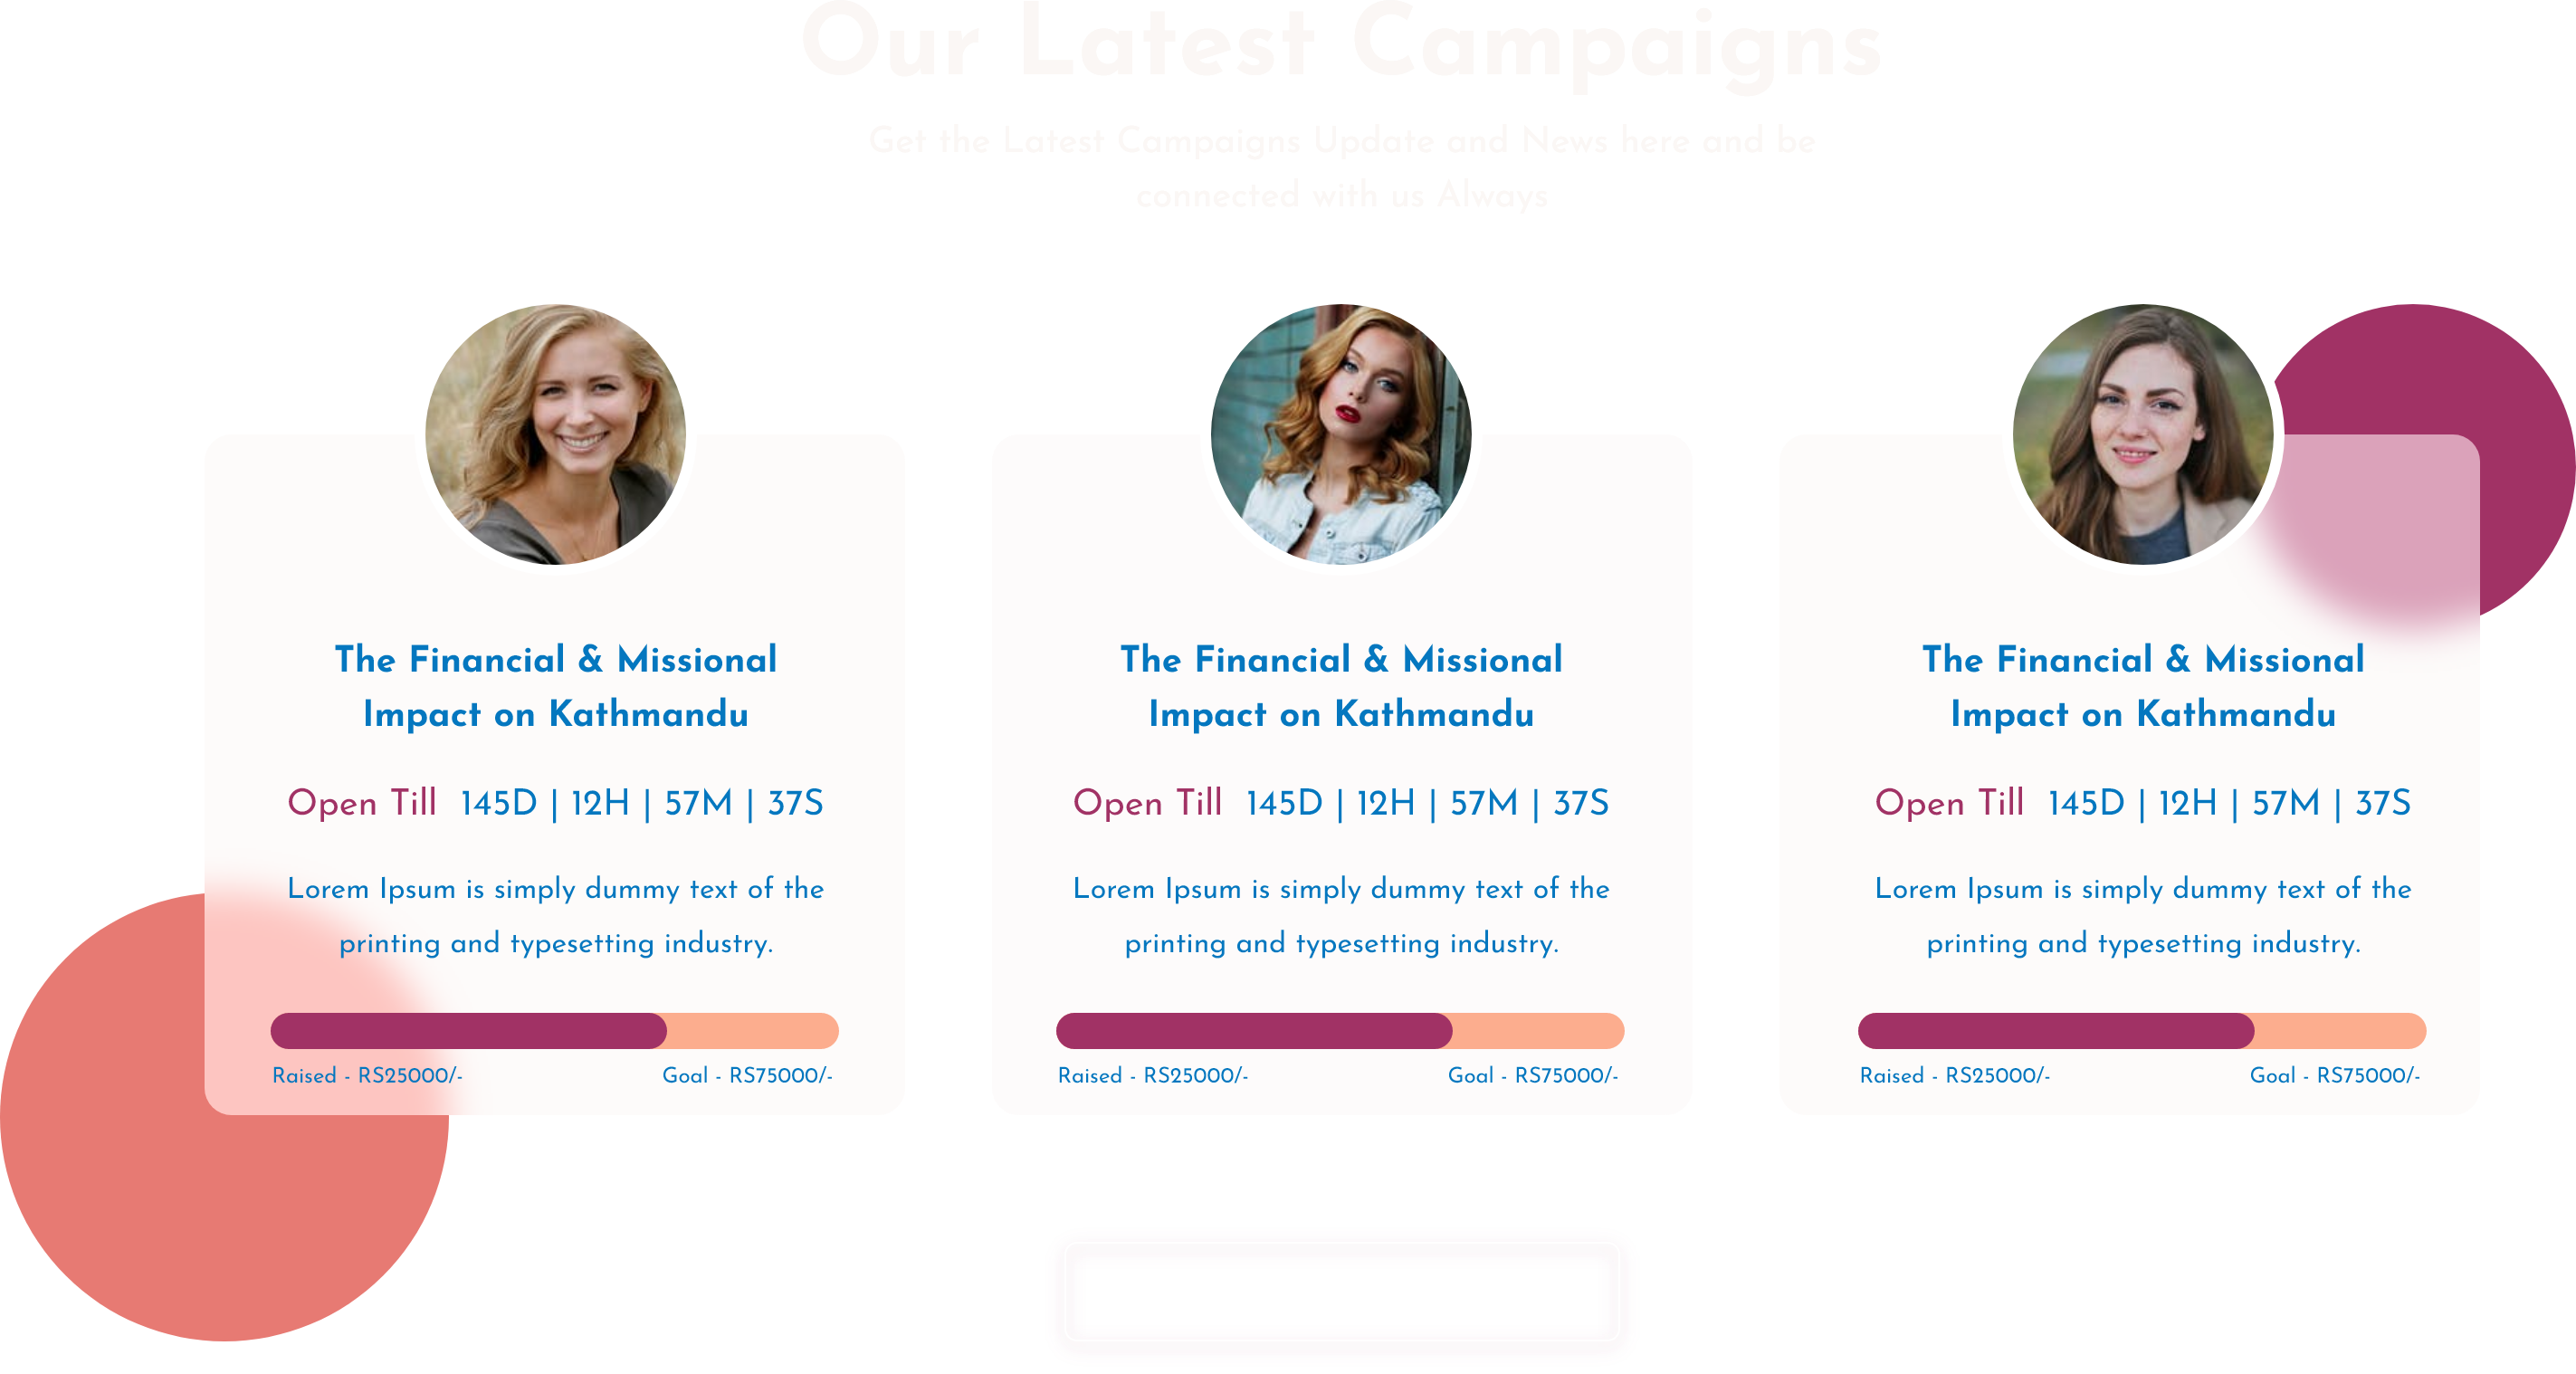 Our Latest Campaigns
Get the Latest Campaigns Update and News here and be
connected with us Always
The Financial & Missional
Impact on Kathmandu
Open Till 145D | 12H | 57M | 37S
Lorem Ipsum is simply dummy text of the
printing and typesetting industry.
Raised - RS25000/-
Goal - RS75000/-
The Financial & Missional
Impact on Kathmandu
Open Till 145D | 12H | 57M | 37S
Lorem Ipsum is simply dummy text of the
printing and typesetting industry.
Raised - RS25000/-
Goal - RS75000/-
The Financial & Missional
Impact on Kathmandu
Open Till 145D | 12H | 57M | 37S
Lorem Ipsum is simply dummy text of the
printing and typesetting industry.
Raised - RS25000/-
Goal - RS75000/-